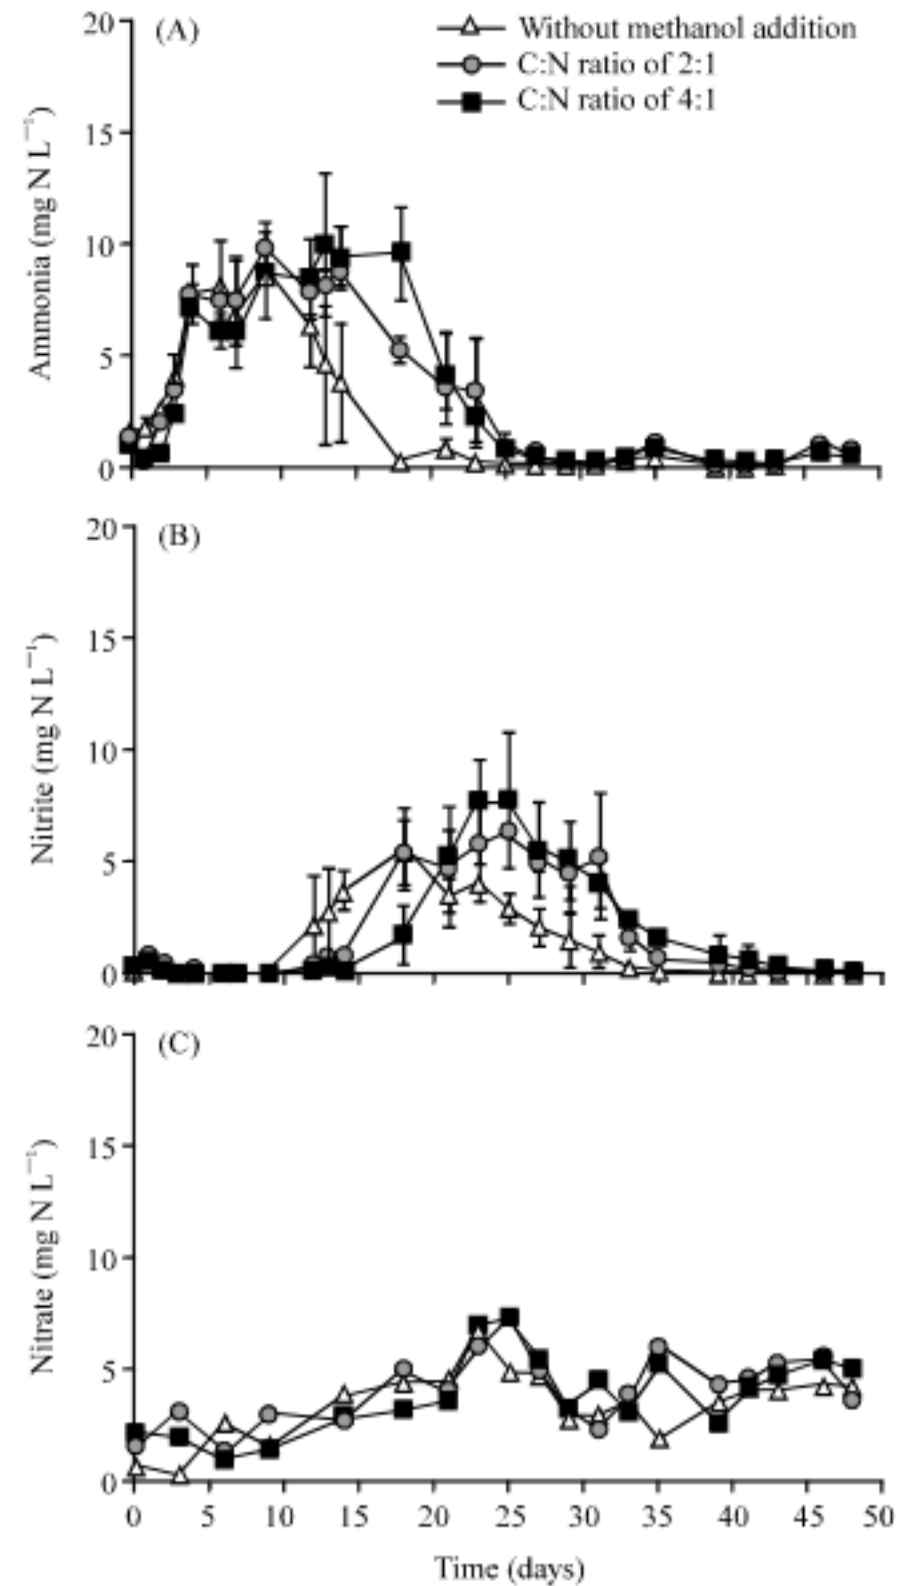 (A)
Without methanol addition
C:N ratio of 2:1
C:N ratio of 4:1
20
15
10
5
0
Ammonia (mg N L⁻¹)
(B)
20
15
10
5
0
Nitrite (mg N L⁻¹)
(C)
20
15
10
5
0
Nitrate (mg N L⁻¹)
0 5 10 15 20 25 30 35 40 45 50
Time (days)